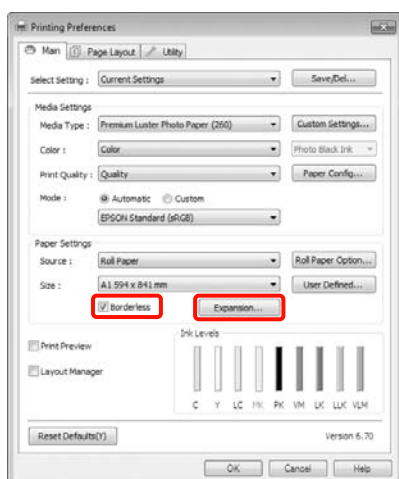 Printing Preferences
Main Page Layout Utility
Select Setting : Current Settings Save/Del...
Media Settings
Media Type : Premium Luster Photo Paper (260) Custom Settings...
Color : Color Photo Black Ink
Print Quality : Quality Paper Config...
Mode : Automatic Custom
EPSON Standard (sRGB)
Paper Settings
Source : Roll Paper Roll Paper Option...
Size : A1 594 x 841 mm User Defined...
Borderless Expansion...
Ink Levels
Print Preview
Layout Manager
C Y LC MK PK VM LK LLK VLM
Reset Defaults(Y) Version 6.70
OK Cancel Help